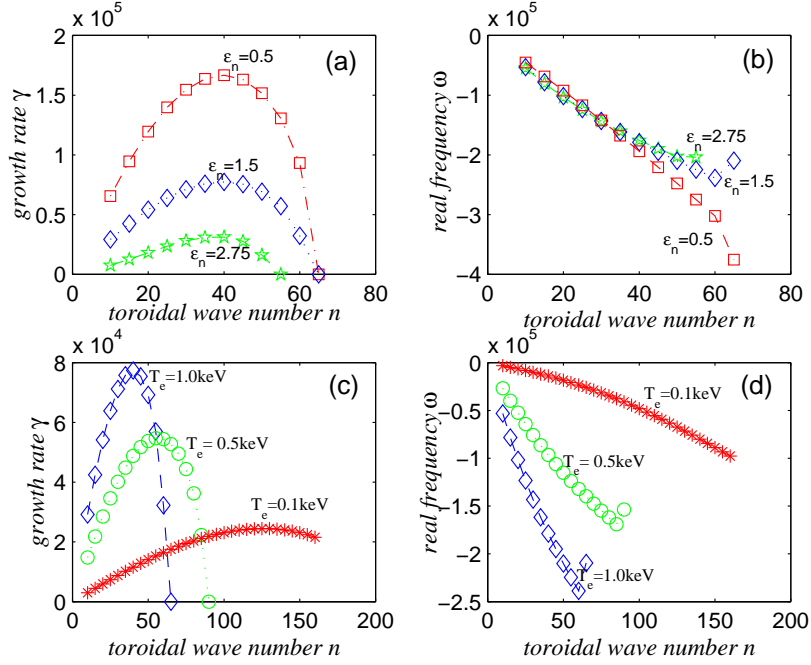 x 10^5
(a)
growth rate γ
2
1.5
1
0.5
0
0 20 40 60 80
toroidal wave number n
ε_n=0.5
ε_n=1.5
ε_n=2.75
x 10^5
(b)
real frequency ω
0
−1
−2
−3
−4
0 20 40 60 80
toroidal wave number n
ε_n=2.75
ε_n=1.5
ε_n=0.5
x 10^4
(c)
growth rate γ
8
6
4
2
0
0 50 100 150 200
toroidal wave number n
T_e=1.0keV
T_e= 0.5keV
T_e=0.1keV
x 10^5
(d)
real frequency ω
0
−0.5
−1
−1.5
−2
−2.5
0 50 100 150 200
toroidal wave number n
T_e=0.1keV
T_e= 0.5keV
T_e=1.0keV